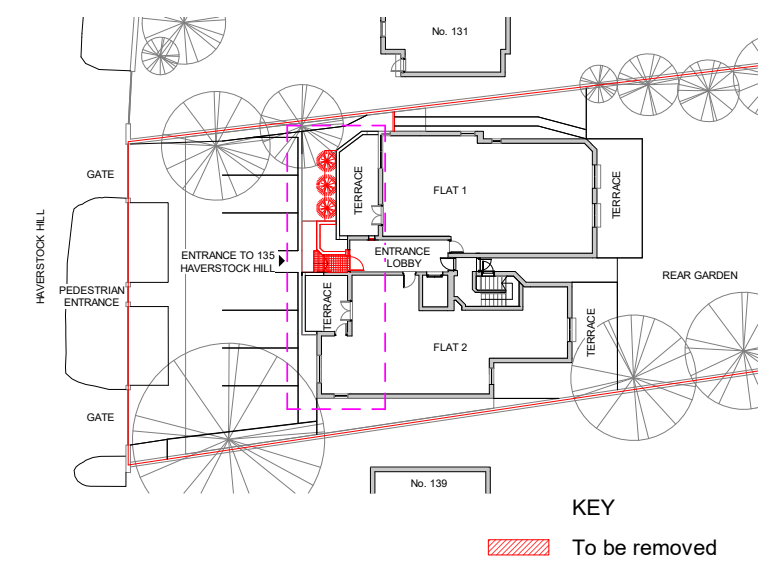 No. 131
GATE
FLAT 1
TERRACE
TERRACE
HAVERSTOCK HILL
ENTRANCE TO 135
HAVERSTOCK HILL
ENTRANCE
LOBBY
REAR GARDEN
PEDESTRIAN
ENTRANCE
TERRACE
TERRACE
FLAT 2
GATE
No. 139
KEY
To be removed